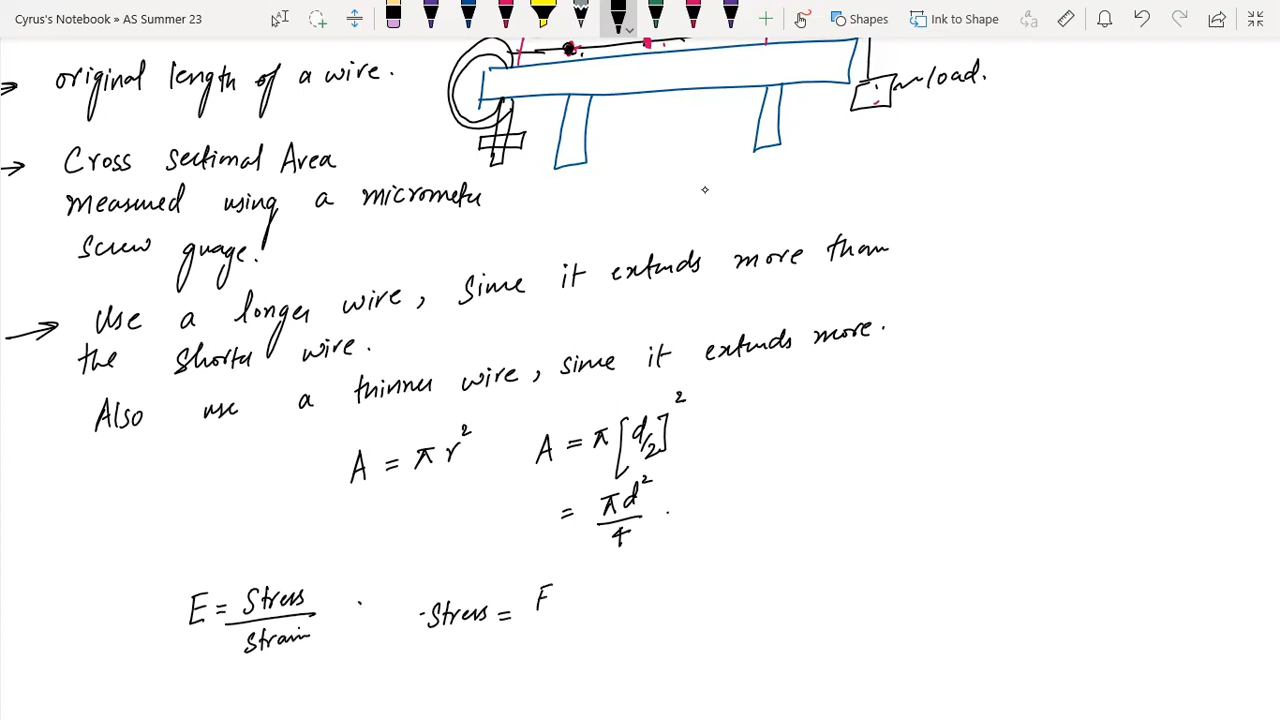 Cyrus's Notebook » AS Summer 23
Shapes
Ink to Shape
original length of a wire.
load.
→ Cross sectional Area
measured using a micrometer
screw guage!
→ Use a longer wire, Since it extends more than
the shorter wire.
Also use a thinner wire, since it extends more.
A = πr² A = π[d/2]²
= πd²/4.
E = Stress/Strain . Stress = F